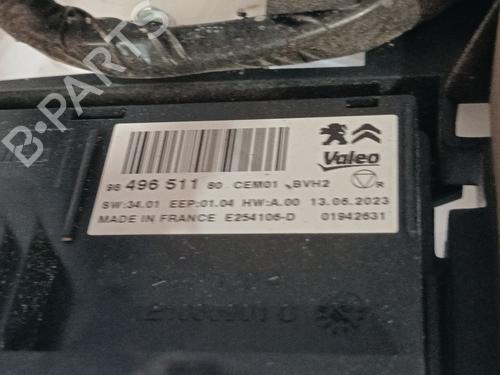 B-PARTS
Valeo
98 496 511 80 CEM01 BVH2
R
SW:34.01 EEP:01.04 HW:A.00 13.06.2023
MADE IN FRANCE E254106-D 01942631